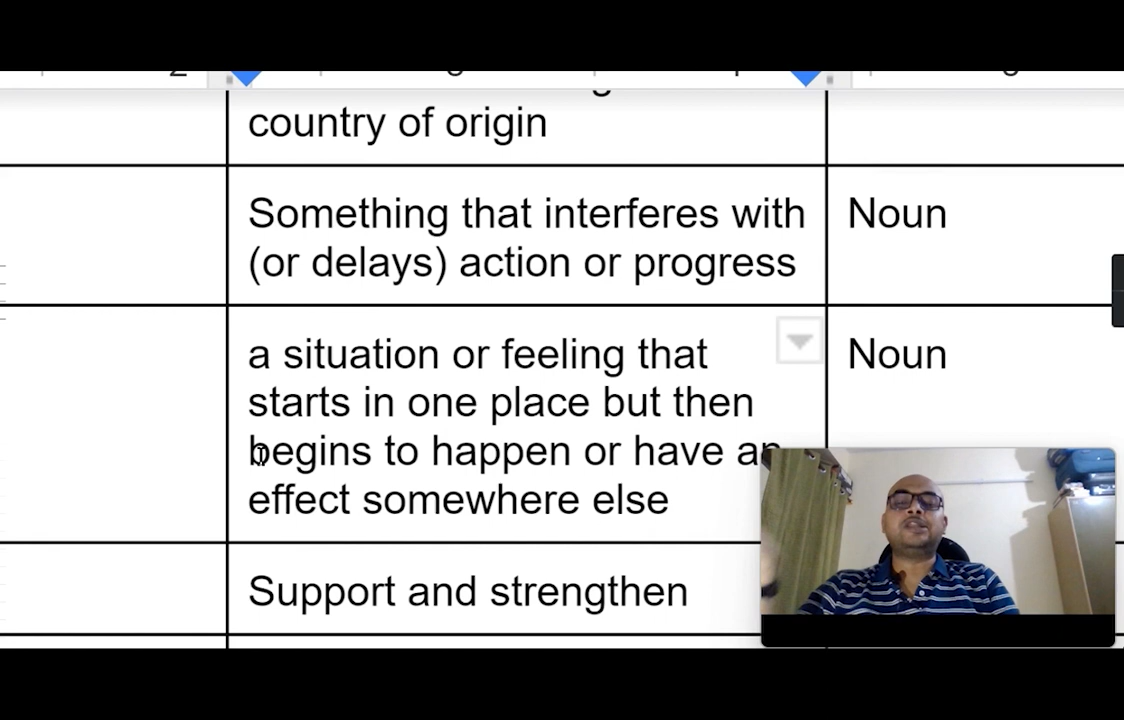 country of origin
Something that interferes with
(or delays) action or progress
Noun
a situation or feeling that
starts in one place but then
begins to happen or have an
effect somewhere else
Noun
Support and strengthen